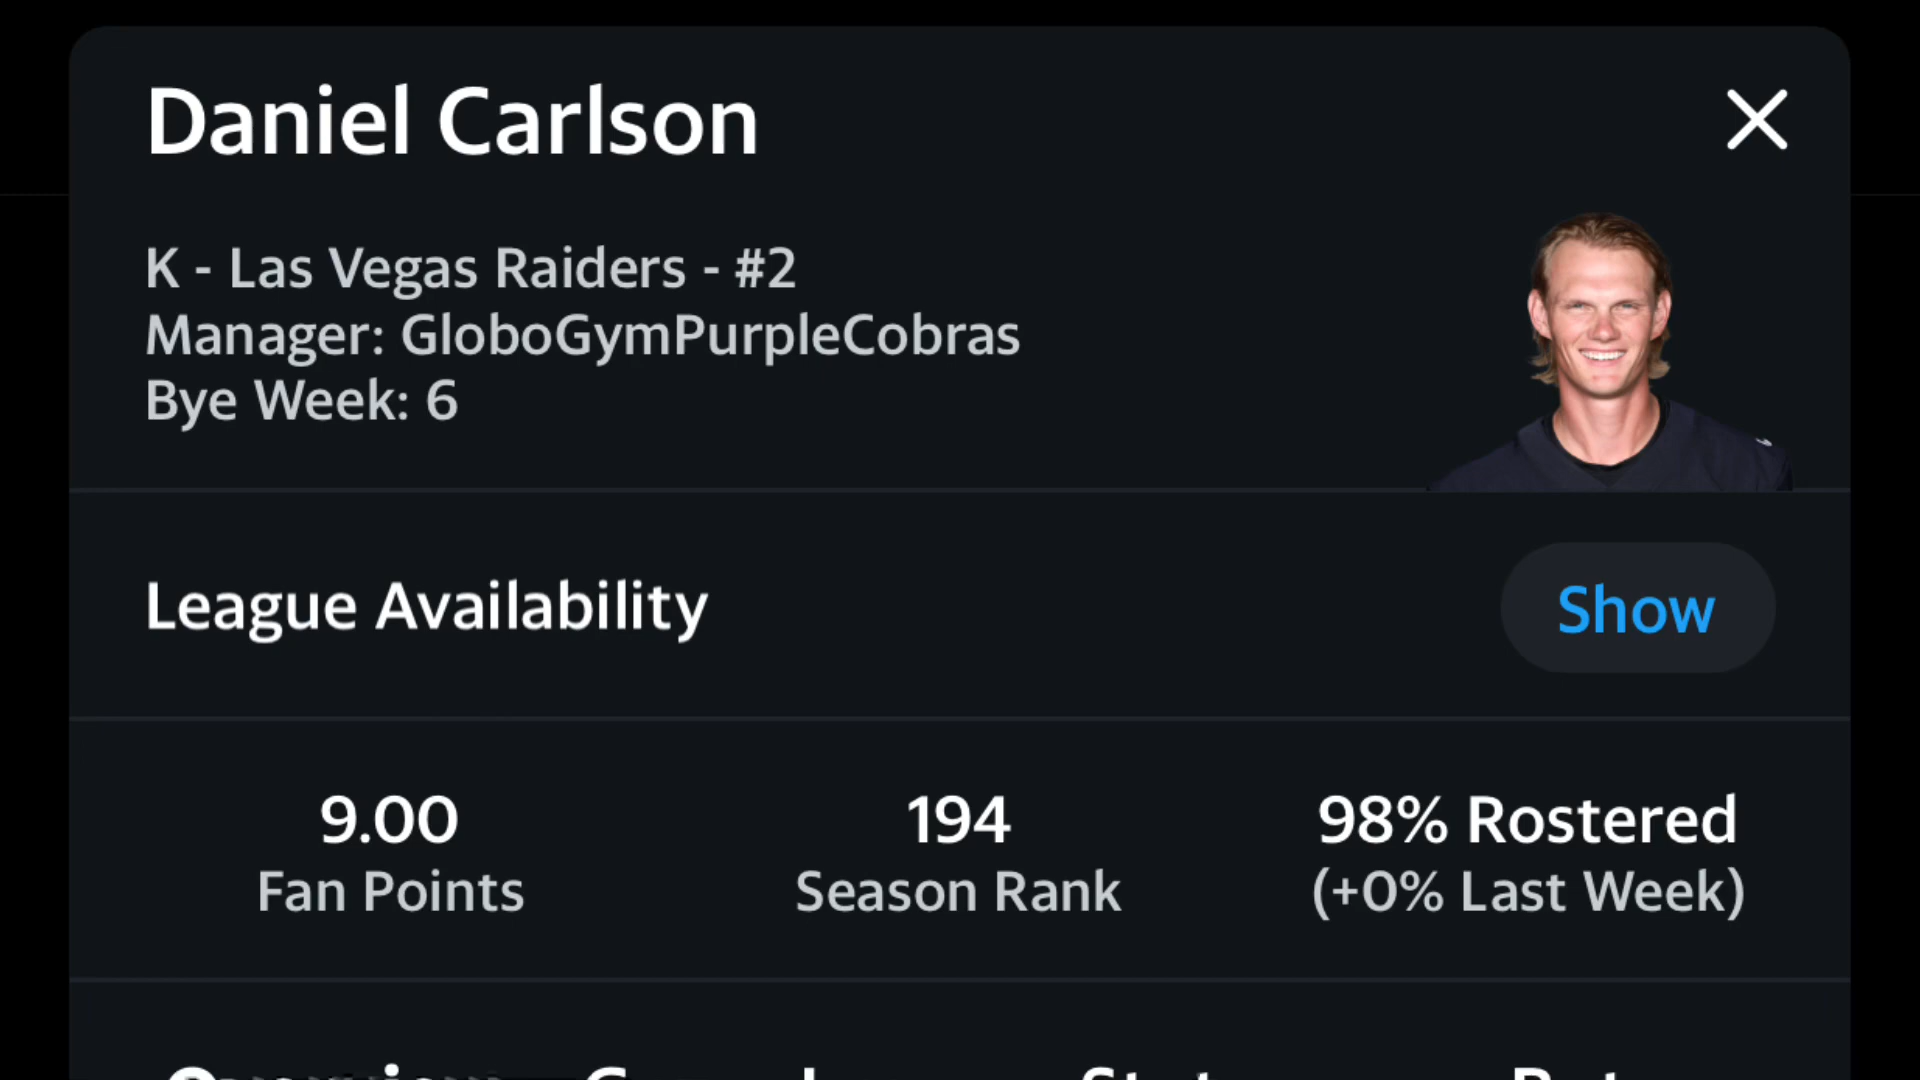 Daniel Carlson
K - Las Vegas Raiders - #2
Manager: GloboGymPurpleCobras
Bye Week: 6
League Availability
Show
9.00
Fan Points
194
Season Rank
98% Rostered
(+0% Last Week)
Overview